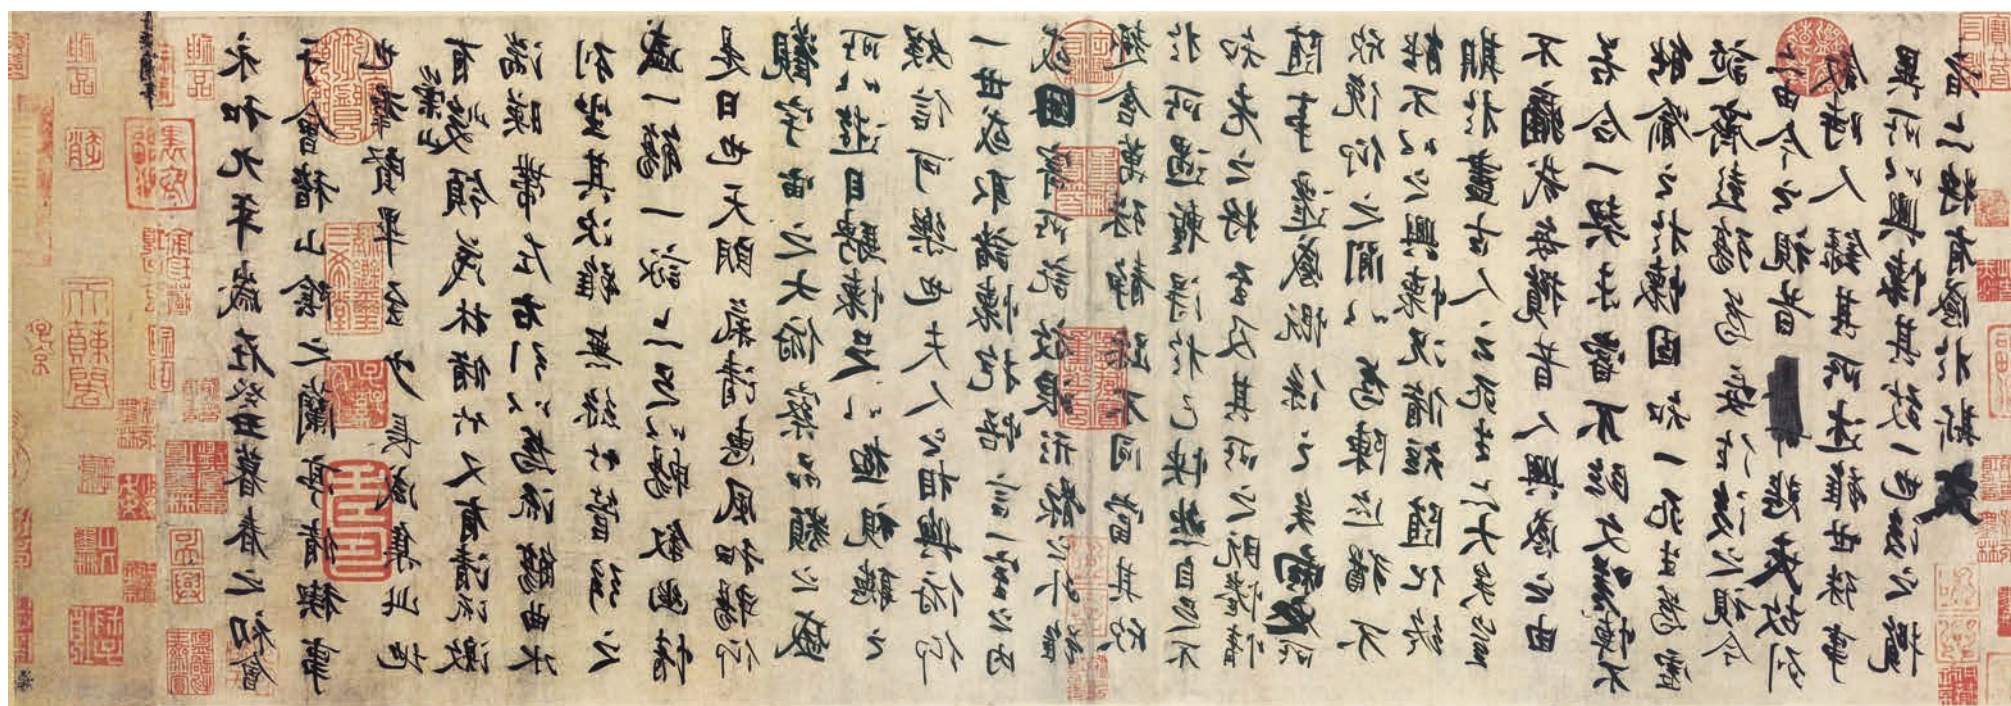 永和九年歲在癸丑暮春之初會
于會稽山陰之蘭亭脩禊事
也羣賢畢至少長咸集此地
有崇山峻領茂林脩竹又有清流激
湍暎帶左右引以為流觴曲水
列坐其次雖無絲竹管弦之
盛一觴一詠亦足以暢敘幽情
是日也天朗氣清惠風和暢仰
觀宇宙之大俯察品類之盛
所以遊目騁懷足以極視聽之
娛信可樂也夫人之相與俯仰
一世或取諸懷抱悟言一室之內
或因寄所託放浪形骸之外雖
趣舍萬殊靜躁不同當其欣
於所遇蹔得於己怏然自足不
知老之將至及其所之既惓情
隨事遷感慨係之矣向之所
欣俛仰之閒以為陳跡猶不
能不以之興懷況脩短隨化終
期於盡古人云死生亦大矣豈
不痛哉每攬昔人興感之由
若合一契未嘗不臨文嗟悼不
能喻之於懷固知一死生為虛
誕齊彭殤為妄作後之視今
亦由今之視昔悲夫故列
敘時人錄其所述雖世殊事
異所以興懷其致一也後之攬
者亦將有感於斯文